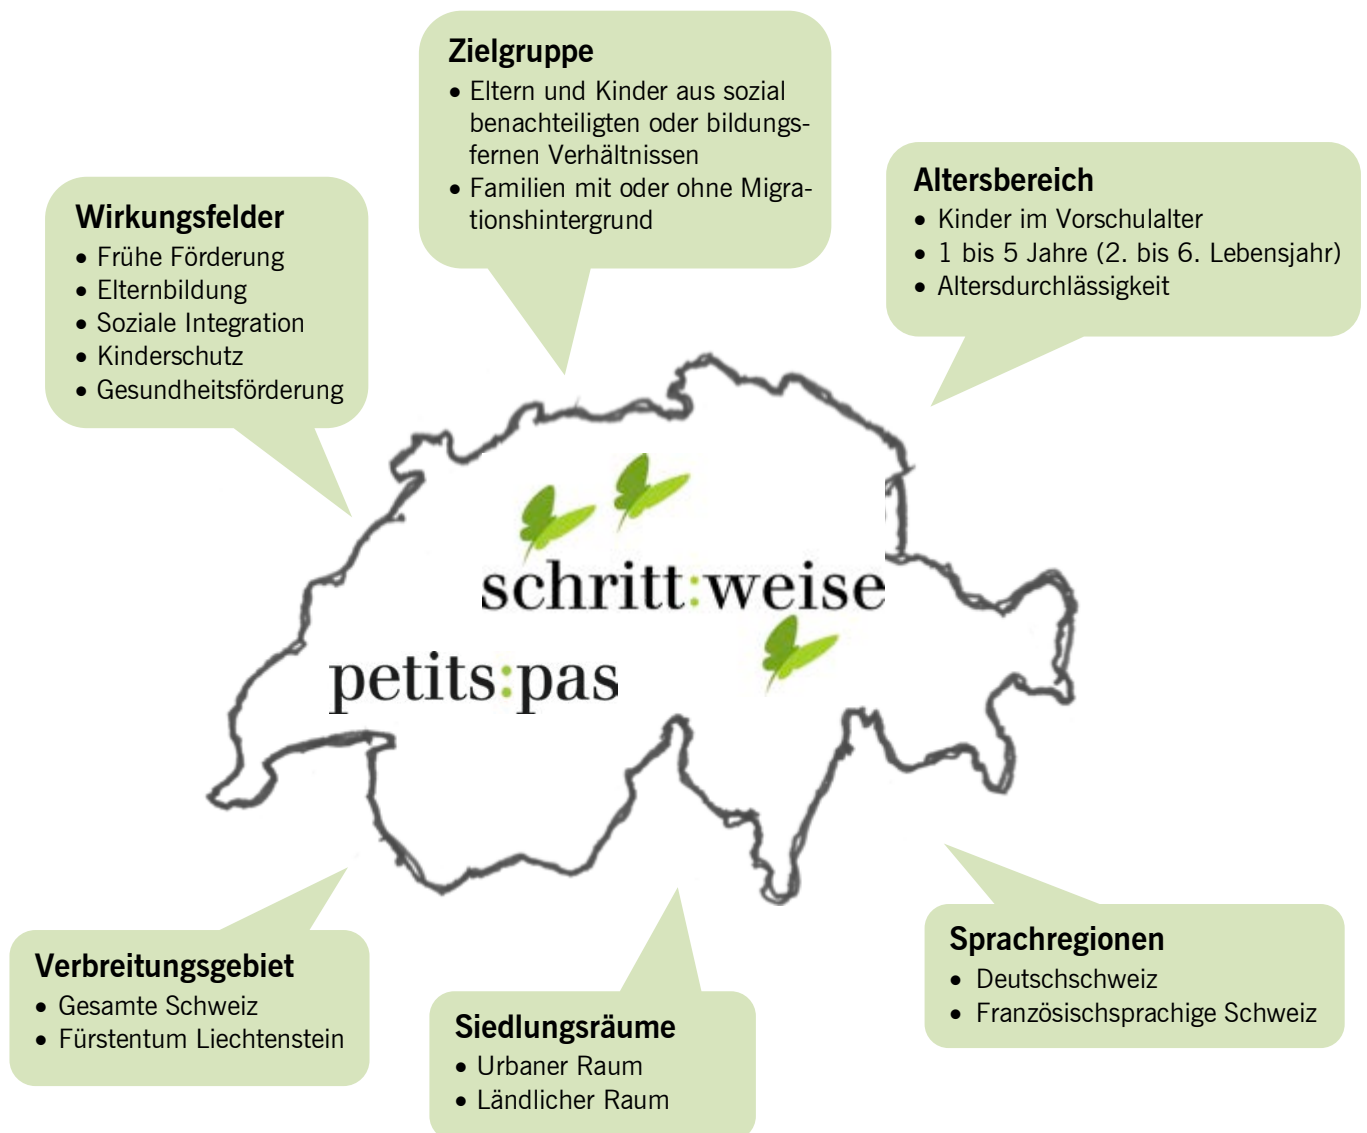 Zielgruppe
• Eltern und Kinder aus sozial
benachteiligten oder bildungs-
fernen Verhältnissen
• Familien mit oder ohne Migra-
tionshintergrund
Altersbereich
• Kinder im Vorschulalter
• 1 bis 5 Jahre (2. bis 6. Lebensjahr)
• Altersdurchlässigkeit
Wirkungsfelder
• Frühe Förderung
• Elternbildung
• Soziale Integration
• Kinderschutz
• Gesundheitsförderung
schritt:weise
petits:pas
Verbreitungsgebiet
• Gesamte Schweiz
• Fürstentum Liechtenstein
Siedlungsräume
• Urbaner Raum
• Ländlicher Raum
Sprachregionen
• Deutschschweiz
• Französischsprachige Schweiz